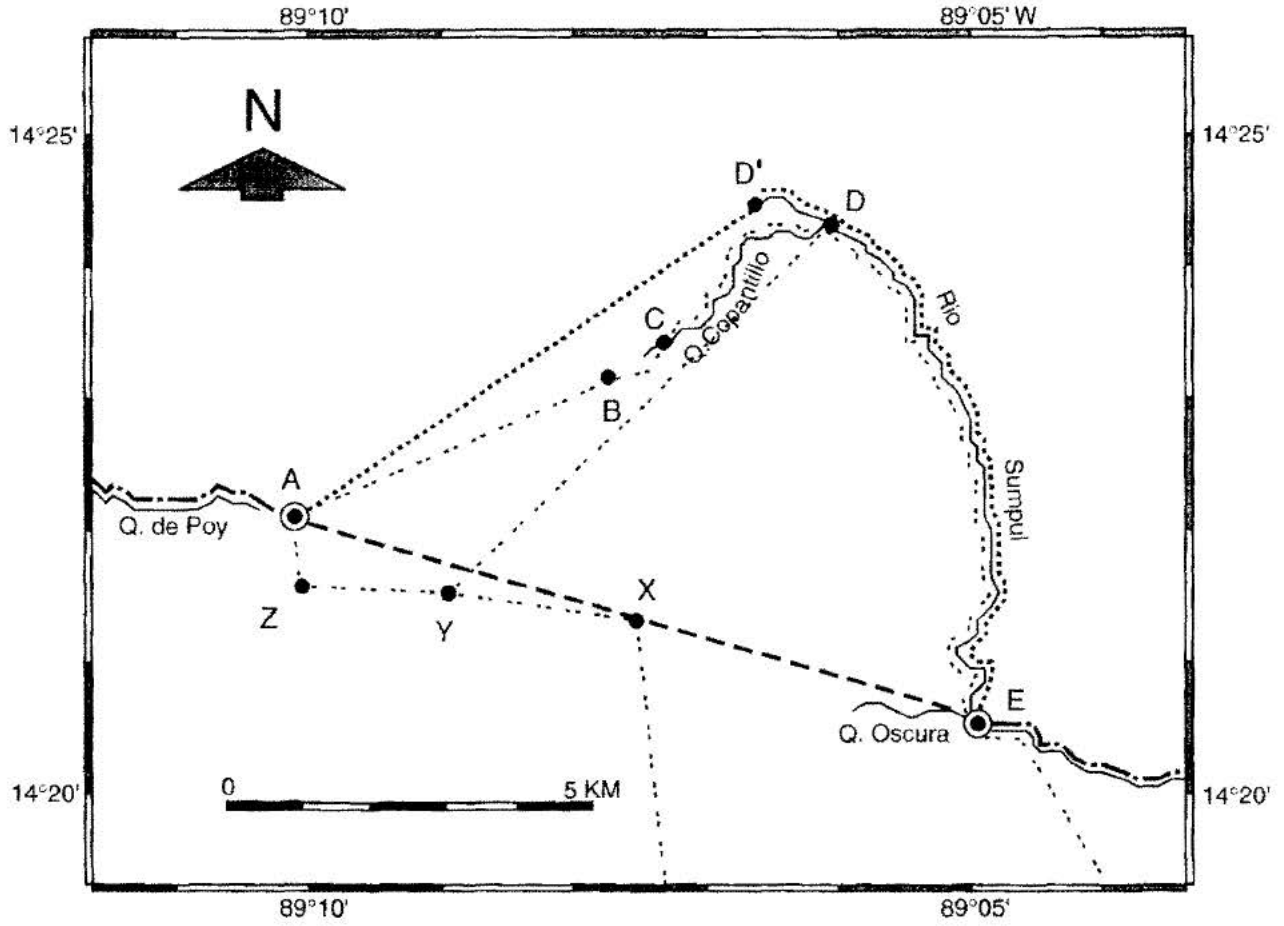 89°10' 89°05' W
N
14°25' 14°25'
D'
D
Rio
Q. Copantillo
C
B
A
Sumpul
Q. de Poy
X
Z
Y
E
Q. Oscura
0 5 KM
14°20' 14°20'
89°10' 89°05'